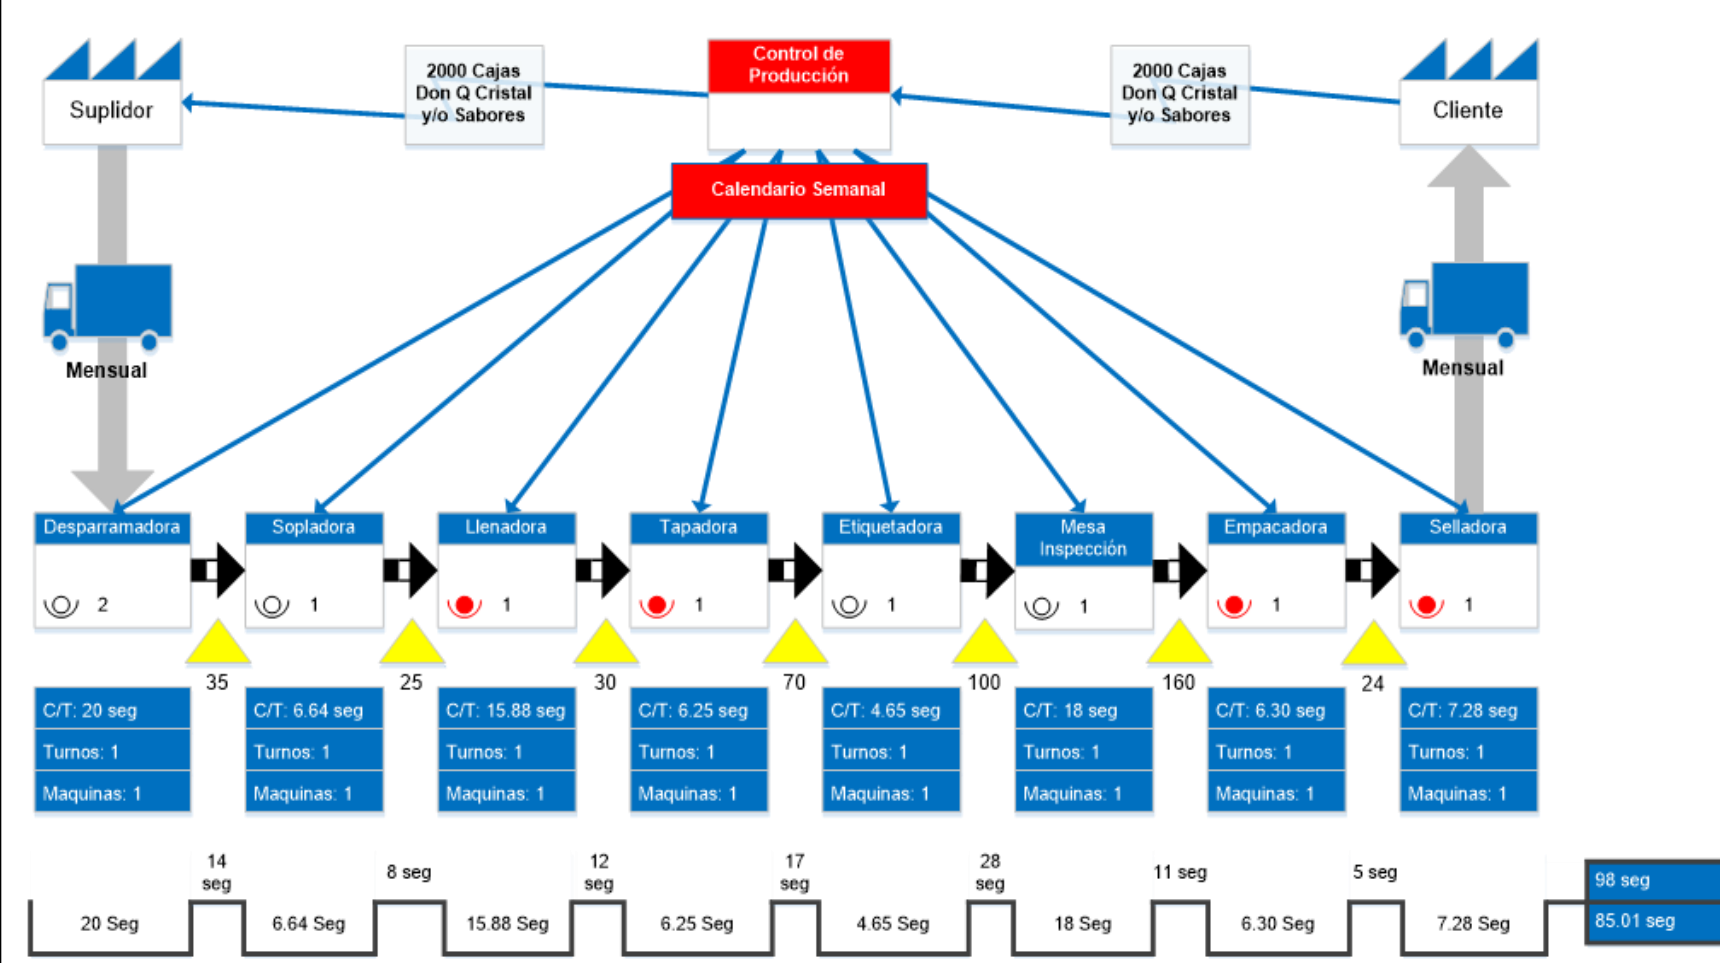 Suplidor
2000 Cajas
Don Q Cristal
y/o Sabores
Control de
Producción
2000 Cajas
Don Q Cristal
y/o Sabores
Cliente
Calendario Semanal
Mensual
Mensual
Desparramadora
2
Sopladora
1
Llenadora
1
Tapadora
1
Etiquetadora
1
Mesa
Inspección
1
Empacadora
1
Selladora
1
35
25
30
70
100
160
24
C/T: 20 seg
Turnos: 1
Maquinas: 1
C/T: 6.64 seg
Turnos: 1
Maquinas: 1
C/T: 15.88 seg
Turnos: 1
Maquinas: 1
C/T: 6.25 seg
Turnos: 1
Maquinas: 1
C/T: 4.65 seg
Turnos: 1
Maquinas: 1
C/T: 18 seg
Turnos: 1
Maquinas: 1
C/T: 6.30 seg
Turnos: 1
Maquinas: 1
C/T: 7.28 seg
Turnos: 1
Maquinas: 1
14
seg
8 seg
12
seg
17
seg
28
seg
11 seg
5 seg
98 seg
20 Seg
6.64 Seg
15.88 Seg
6.25 Seg
4.65 Seg
18 Seg
6.30 Seg
7.28 Seg
85.01 seg